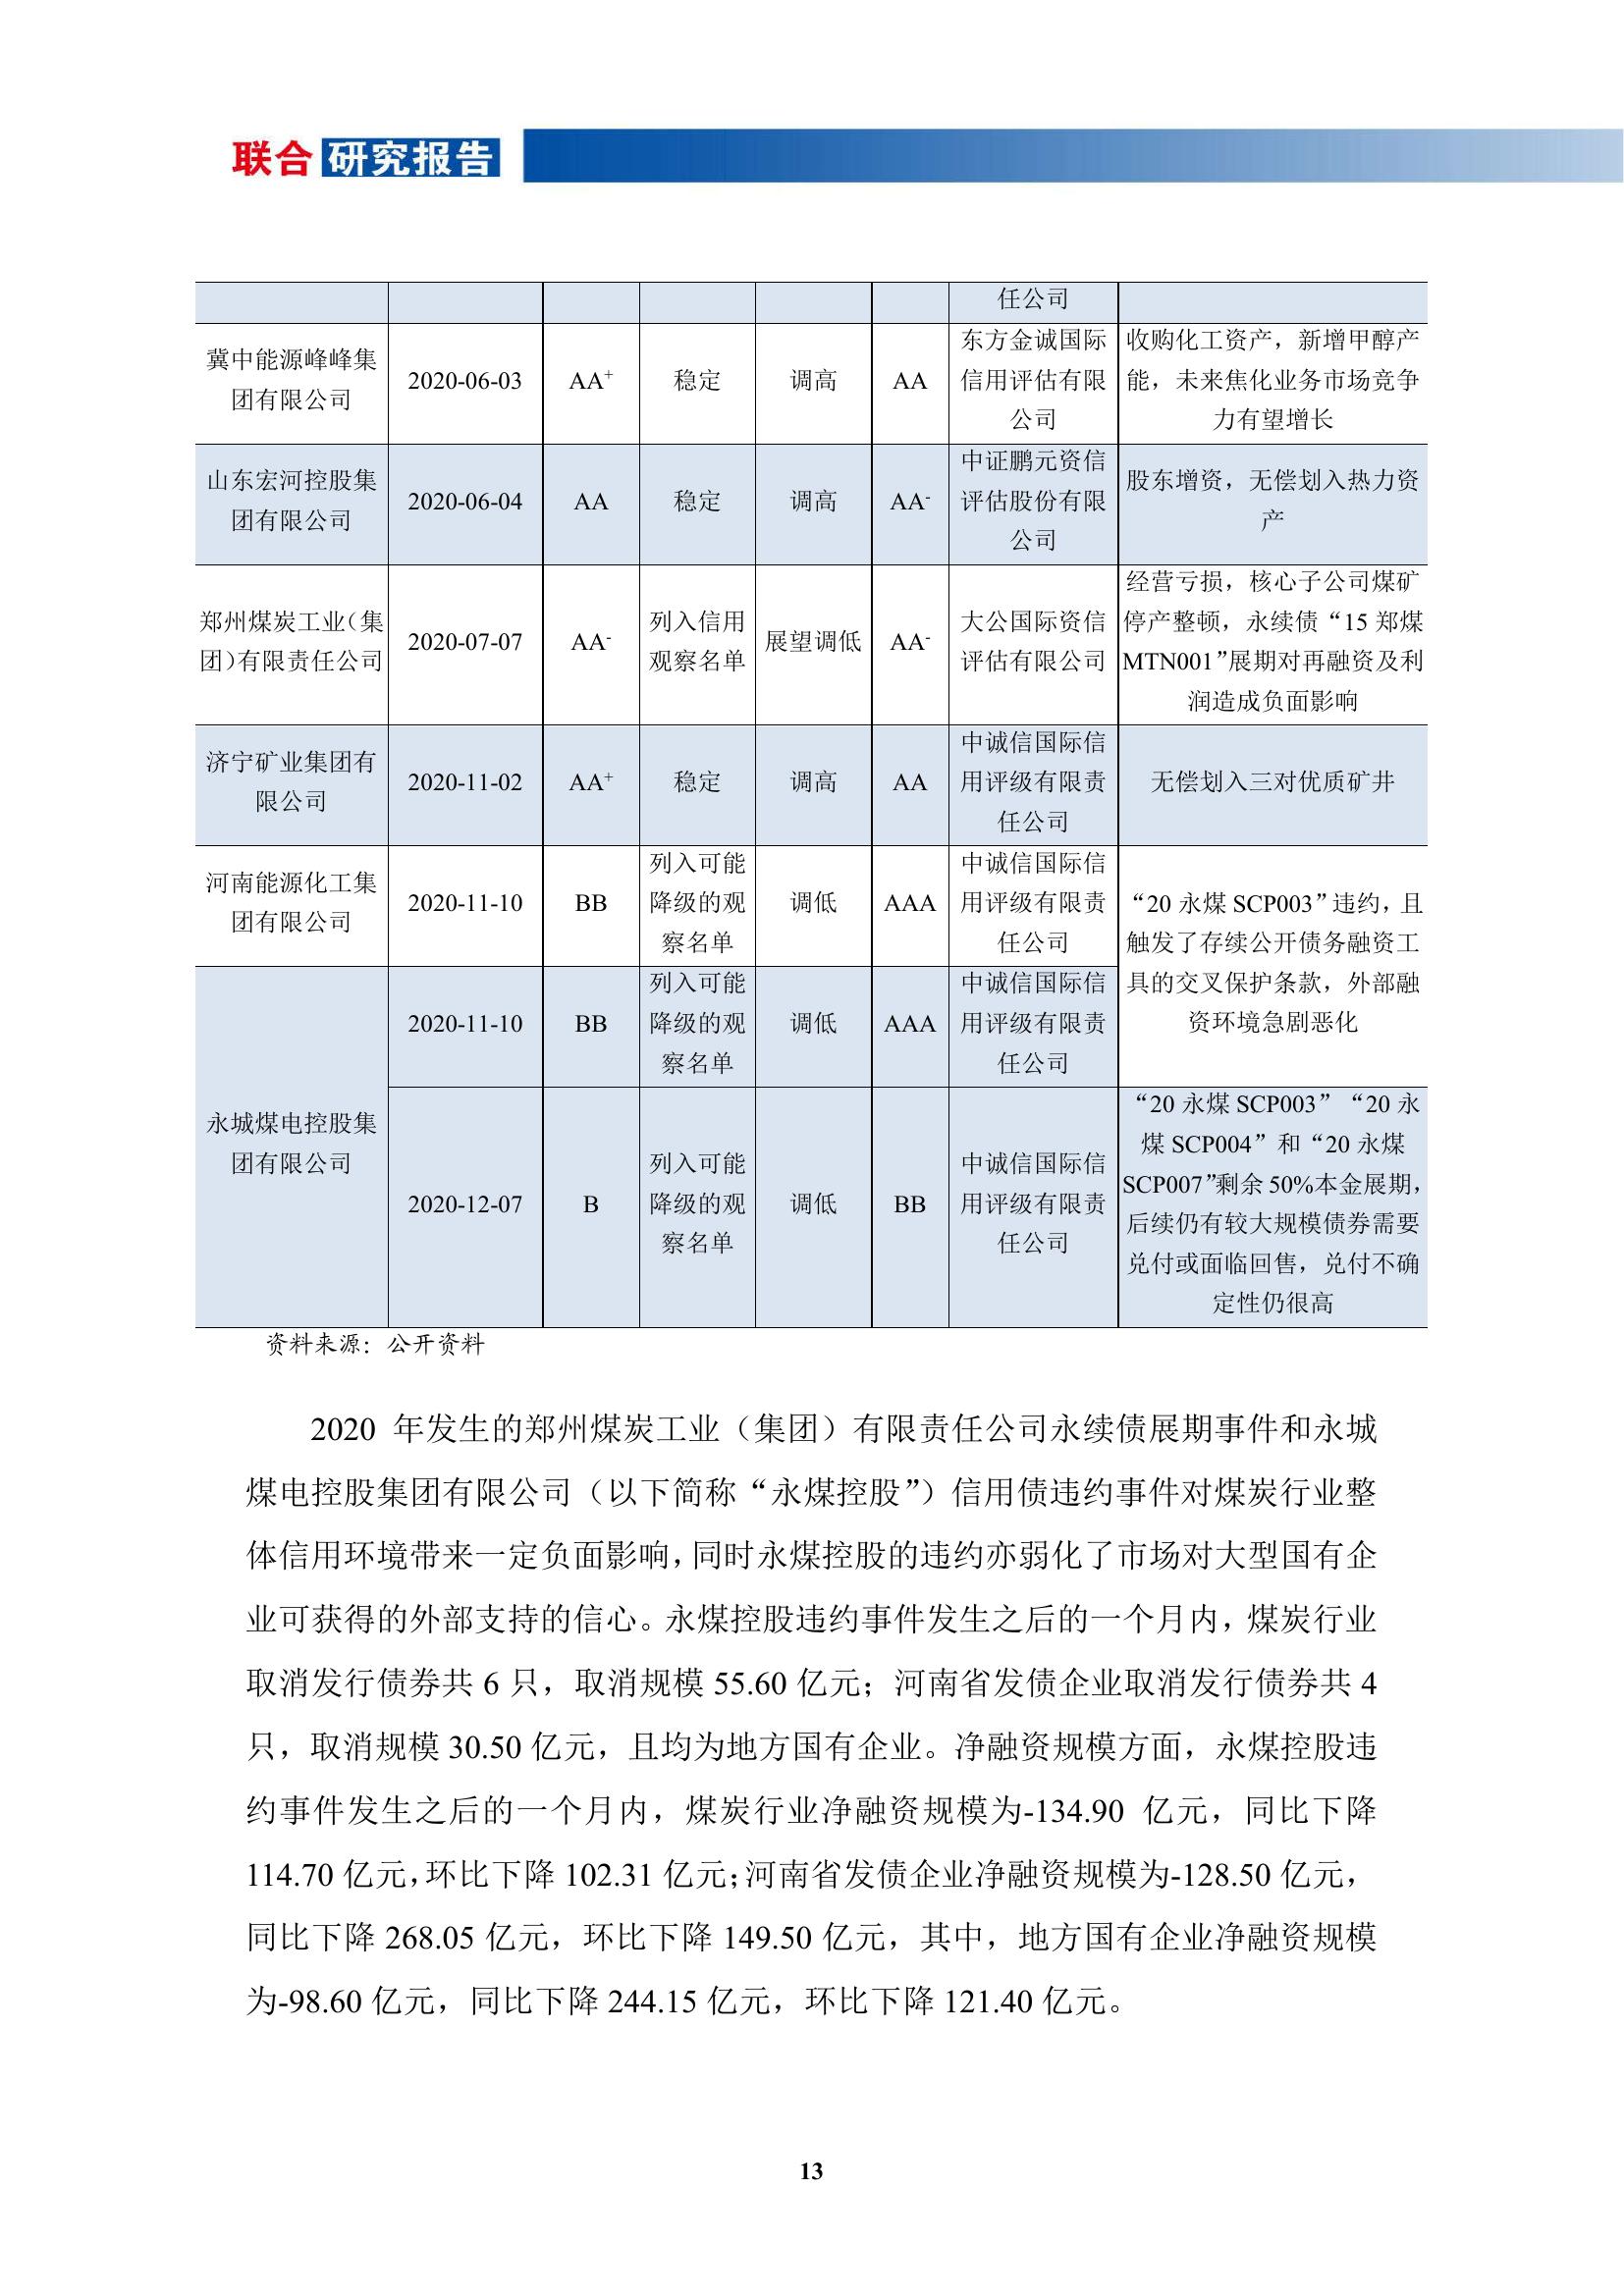 联合 研究报告
任公司
冀中能源峰峰集
团有限公司
2020-06-03
AA+
稳定
调高
AA
东方金诚国际
信用评估有限
公司
收购化工资产，新增甲醇产
能，未来焦化业务市场竞争
力有望增长
山东宏河控股集
团有限公司
2020-06-04
AA
稳定
调高
AA-
中证鹏元资信
评估股份有限
公司
股东增资，无偿划入热力资
产
郑州煤炭工业（集
团）有限责任公司
2020-07-07
AA-
列入信用
观察名单
展望调低
AA-
大公国际资信
评估有限公司
经营亏损，核心子公司煤矿
停产整顿，永续债“15 郑煤
MTN001”展期对再融资及利
润造成负面影响
济宁矿业集团有
限公司
2020-11-02
AA+
稳定
调高
AA
中诚信国际信
用评级有限责
任公司
无偿划入三对优质矿井
河南能源化工集
团有限公司
2020-11-10
BB
列入可能
降级的观
察名单
调低
AAA
中诚信国际信
用评级有限责
任公司
“20 永煤 SCP003”违约，且
触发了存续公开债务融资工
具的交叉保护条款，外部融
资环境急剧恶化
永城煤电控股集
团有限公司
2020-11-10
BB
列入可能
降级的观
察名单
调低
AAA
中诚信国际信
用评级有限责
任公司
2020-12-07
B
列入可能
降级的观
察名单
调低
BB
中诚信国际信
用评级有限责
任公司
“20 永煤 SCP003”“20 永
煤 SCP004”和“20 永煤
SCP007”剩余 50%本金展期，
后续仍有较大规模债券需要
兑付或面临回售，兑付不确
定性仍很高
资料来源：公开资料
2020 年发生的郑州煤炭工业（集团）有限责任公司永续债展期事件和永城
煤电控股集团有限公司（以下简称“永煤控股”）信用债违约事件对煤炭行业整
体信用环境带来一定负面影响，同时永煤控股的违约亦弱化了市场对大型国有企
业可获得的外部支持的信心。永煤控股违约事件发生之后的一个月内，煤炭行业
取消发行债券共 6 只，取消规模 55.60 亿元；河南省发债企业取消发行债券共 4
只，取消规模 30.50 亿元，且均为地方国有企业。净融资规模方面，永煤控股违
约事件发生之后的一个月内，煤炭行业净融资规模为-134.90 亿元，同比下降
114.70 亿元，环比下降 102.31 亿元；河南省发债企业净融资规模为-128.50 亿元，
同比下降 268.05 亿元，环比下降 149.50 亿元，其中，地方国有企业净融资规模
为-98.60 亿元，同比下降 244.15 亿元，环比下降 121.40 亿元。
13